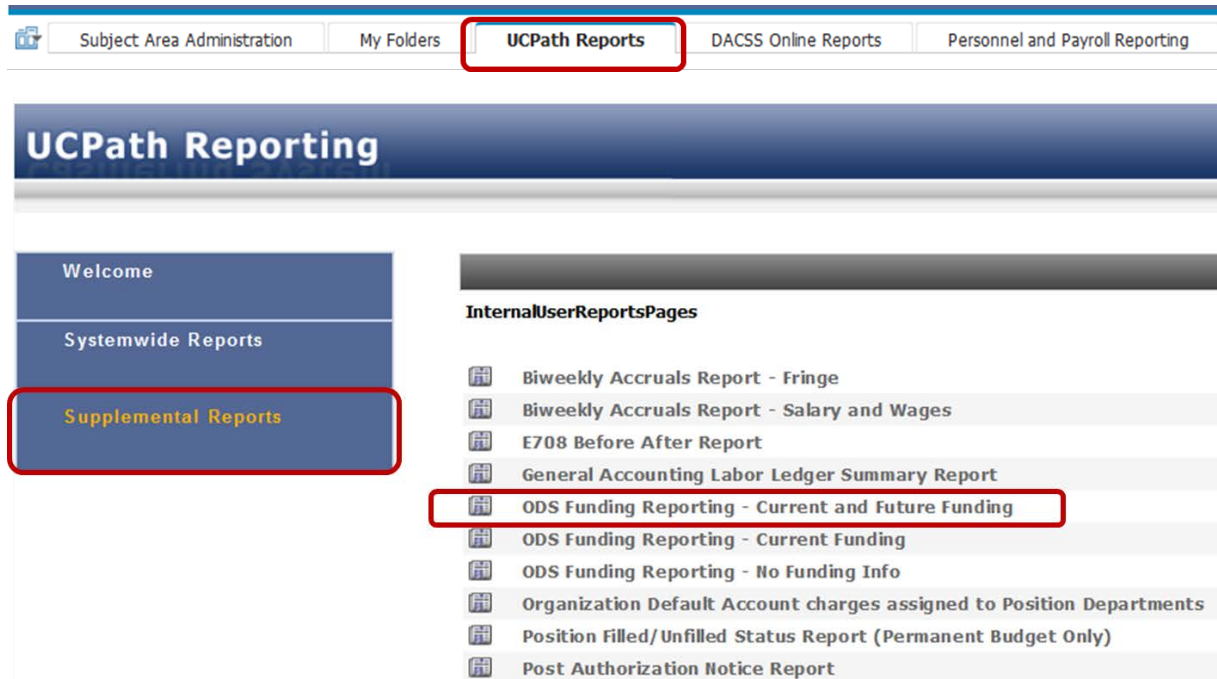 Subject Area Administration My Folders UCPath Reports DACSS Online Reports Personnel and Payroll Reporting
UCPath Reporting
Welcome
Systemwide Reports
Supplemental Reports
InternalUserReportsPages
Biweekly Accruals Report - Fringe
Biweekly Accruals Report - Salary and Wages
E708 Before After Report
General Accounting Labor Ledger Summary Report
ODS Funding Reporting - Current and Future Funding
ODS Funding Reporting - Current Funding
ODS Funding Reporting - No Funding Info
Organization Default Account charges assigned to Position Departments
Position Filled/Unfilled Status Report (Permanent Budget Only)
Post Authorization Notice Report